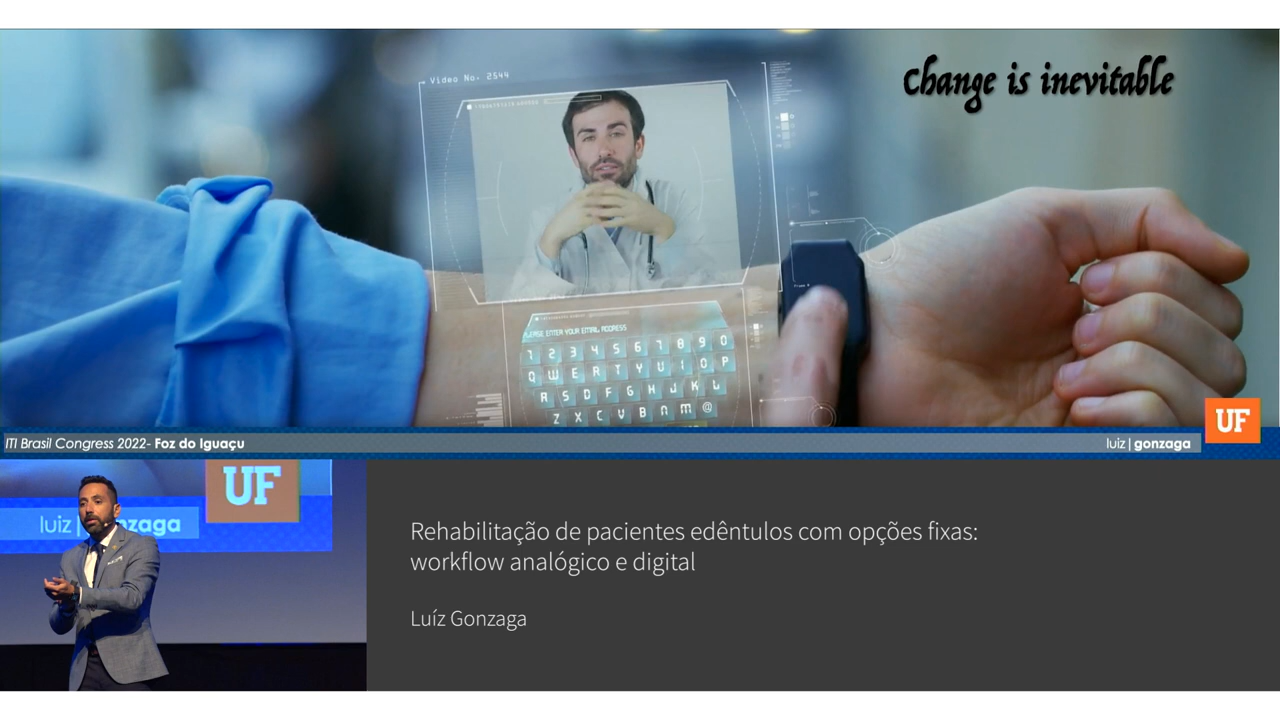 Change is inevitable
Video No. 2544
PLEASE ENTER YOUR EMAIL ADDRESS
1 2 3 4 5 6 7 8 9 0
Q W E R T Y U I O P
A S D F G H J K L
Z X C V B N M @
UF
ITI Brasil Congress 2022- Foz do Iguaçu
luiz | gonzaga
UF
luiz | nzaga
Rehabilitação de pacientes edêntulos com opções fixas:
workflow analógico e digital
Luíz Gonzaga